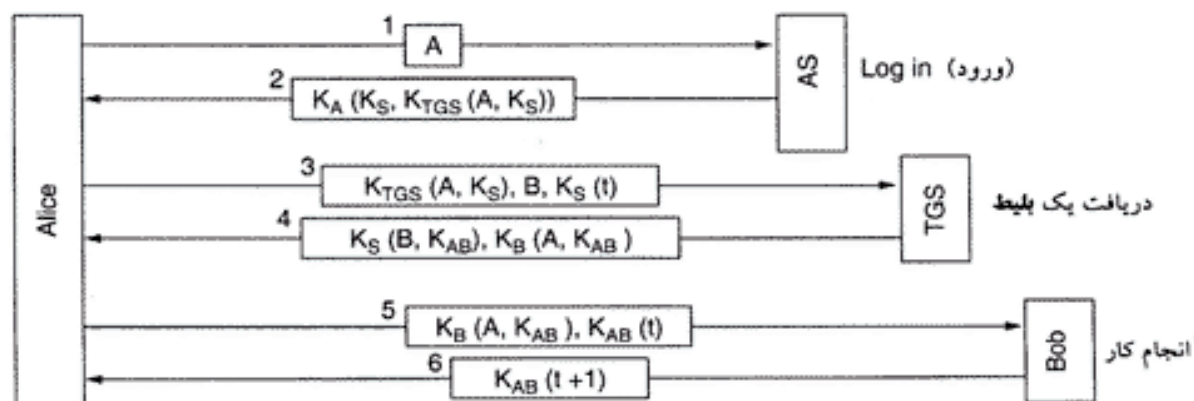 1
A
AS
Log in (ورود)
2
K_A (K_S, K_TGS (A, K_S))
Alice
3
K_TGS (A, K_S), B, K_S (t)
TGS
دریافت یک بلیط
4
K_S (B, K_AB), K_B (A, K_AB )
5
K_B (A, K_AB ), K_AB (t)
Bob
انجام کار
6
K_AB (t +1)